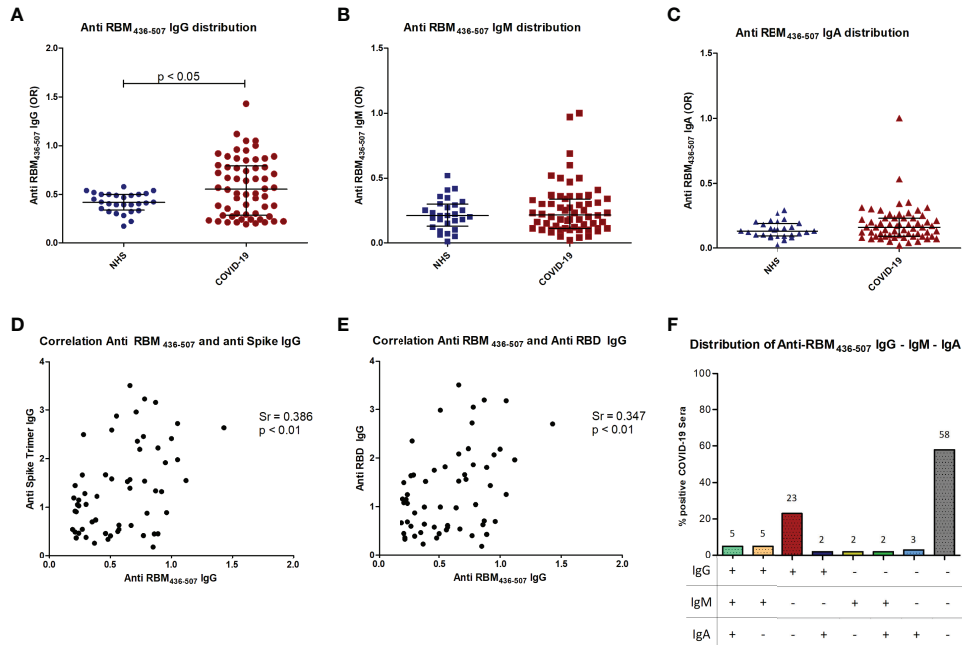 A
Anti RBM436-507 IgG distribution
Anti RBM436-507 IgG (OR)
2.0
1.5
1.0
0.5
0.0
p < 0.05
NHS
COVID-19
B
Anti RBM436-507 IgM distribution
Anti RBM436-507 IgM (OR)
1.5
1.0
0.5
0.0
NHS
COVID-19
C
Anti REM436-507 IgA distribution
Anti RBM436-507 IgA (OR)
1.5
1.0
0.5
0.0
NHS
COVID-19
D
Correlation Anti RBM 436-507 and anti Spike IgG
Anti Spike Trimer IgG
4
3
2
1
0
Sr = 0.386
p < 0.01
0.0
0.5
1.0
1.5
2.0
Anti RBM436-507 IgG
E
Correlation Anti RBM 436-507 and Anti RBD IgG
Anti RBD IgG
4
3
2
1
0
Sr = 0.347
p < 0.01
0.0
0.5
1.0
1.5
2.0
Anti RBM436-507 IgG
F
Distribution of Anti-RBM436-507 IgG - IgM - IgA
% positive COVID-19 Sera
100
80
60
40
20
0
5 5 23 2 2 2 3 58
IgG + + + + - - - -
IgM + + - - + + - -
IgA + - - + - + + -